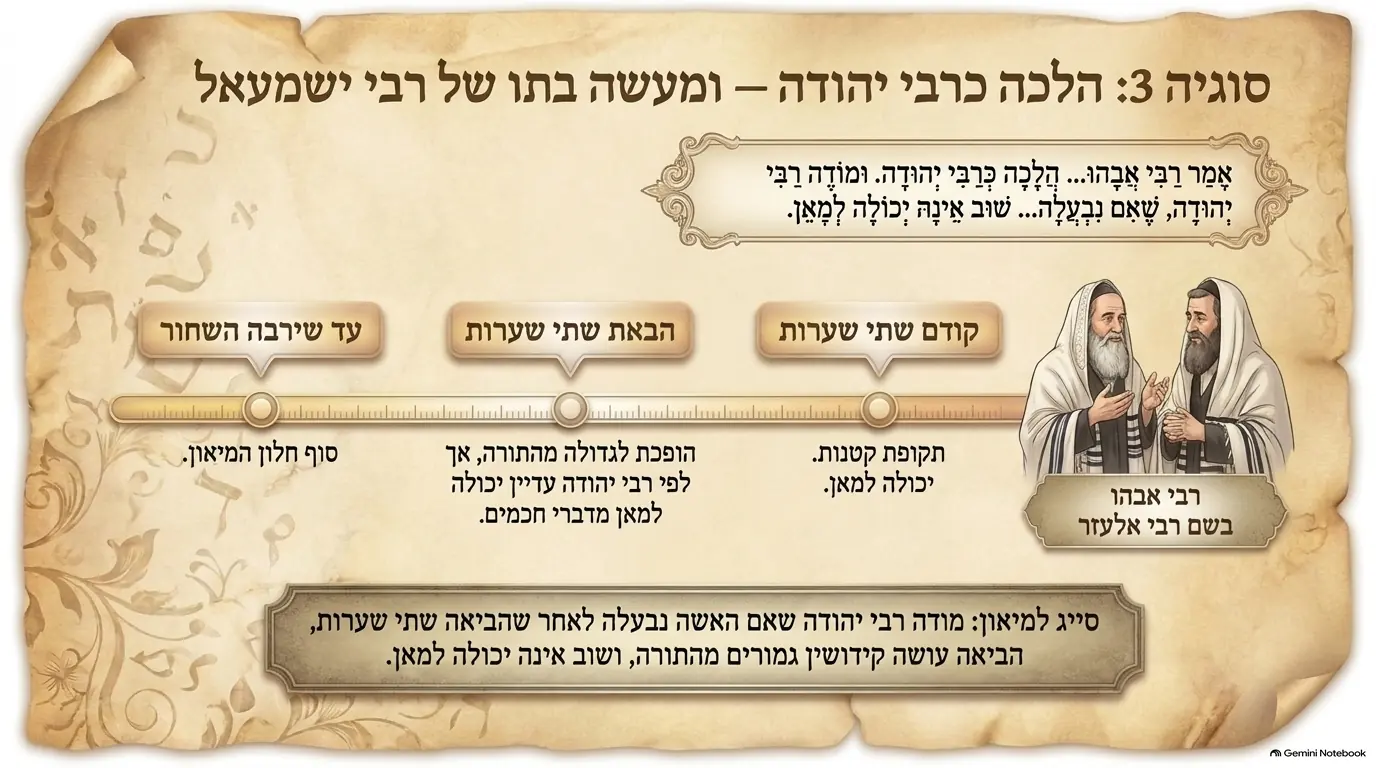 סוגיה 3: הלכה כרבי יהודה – ומעשה בתו של רבי ישמעאל
אָמַר רַבִּי אֲבָהוּ... הֲלָכָה כְּרַבִּי יְהוּדָה. וּמוֹדֶה רַבִּי
יְהוּדָה, שֶׁאִם נִבְעֲלָה... שׁוּב אֵינָהּ יְכוֹלָה לְמָאֵן.
קודם שתי שערות
תקופת קטנות.
יכולה למאן.
הבאת שתי שערות
הופכת לגדולה מהתורה, אך
לפי רבי יהודה עדיין יכולה
למאן מדברי חכמים.
עד שירבה השחור
סוף חלון המיאון.
רבי אבהו
בשם רבי אלעזר
סייג למיאון: מודה רבי יהודה שאם האשה נבעלה לאחר שהביאה שתי שערות,
הביאה עושה קידושין גמורים מהתורה, ושוב אינה יכולה למאן.
Gemini Notebook